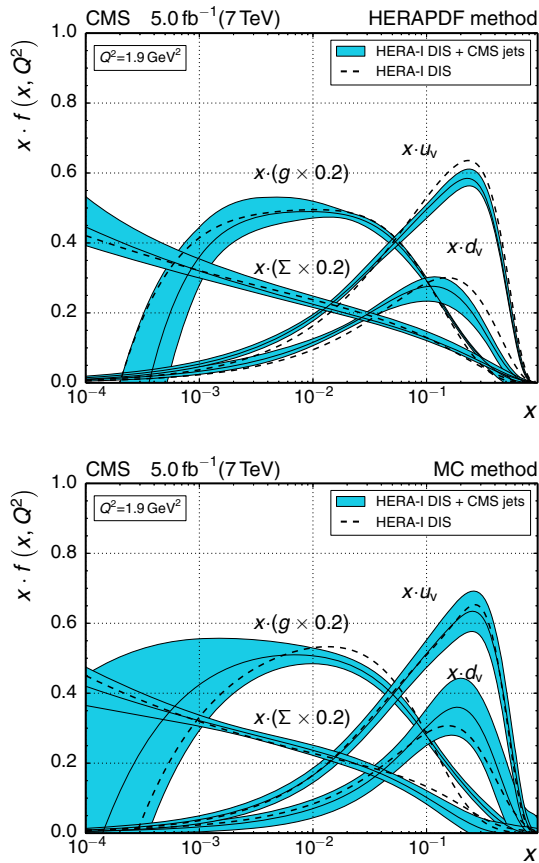 CMS 5.0 fb⁻¹(7 TeV) HERAPDF method
Q²=1.9 GeV²
HERA-I DIS + CMS jets
HERA-I DIS
x · f (x, Q²)
1.0
0.8
0.6
0.4
0.2
0.0
x·u_v
x·(g × 0.2)
x·d_v
x·(Σ × 0.2)
10⁻⁴ 10⁻³ 10⁻² 10⁻¹
x
CMS 5.0 fb⁻¹(7 TeV) MC method
Q²=1.9 GeV²
HERA-I DIS + CMS jets
HERA-I DIS
x · f (x, Q²)
1.0
0.8
0.6
0.4
0.2
0.0
x·u_v
x·(g × 0.2)
x·d_v
x·(Σ × 0.2)
10⁻⁴ 10⁻³ 10⁻² 10⁻¹
x